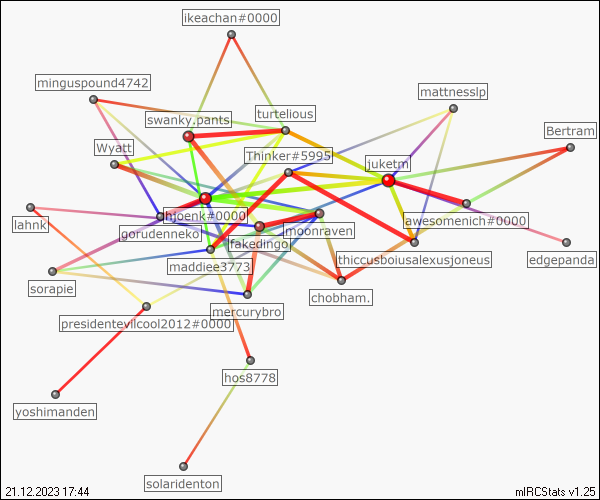 ikeachan#0000
minguspound4742
mattnesslp
swanky.pants
turtelious
Bertram
Wyatt
Thinker#5995
juketnl
lahnk
hjoenk#0000
awesomenich#0000
gorudenneko
fakedingo
moonraven
thiccusboiusalexusjoneus
edgepanda
maddiee3773
sorapie
chobham.
mercurybro
presidentevilcool2012#0000
hos8778
yoshimanden
solaridenton
21.12.2023 17:44
mIRCStats v1.25